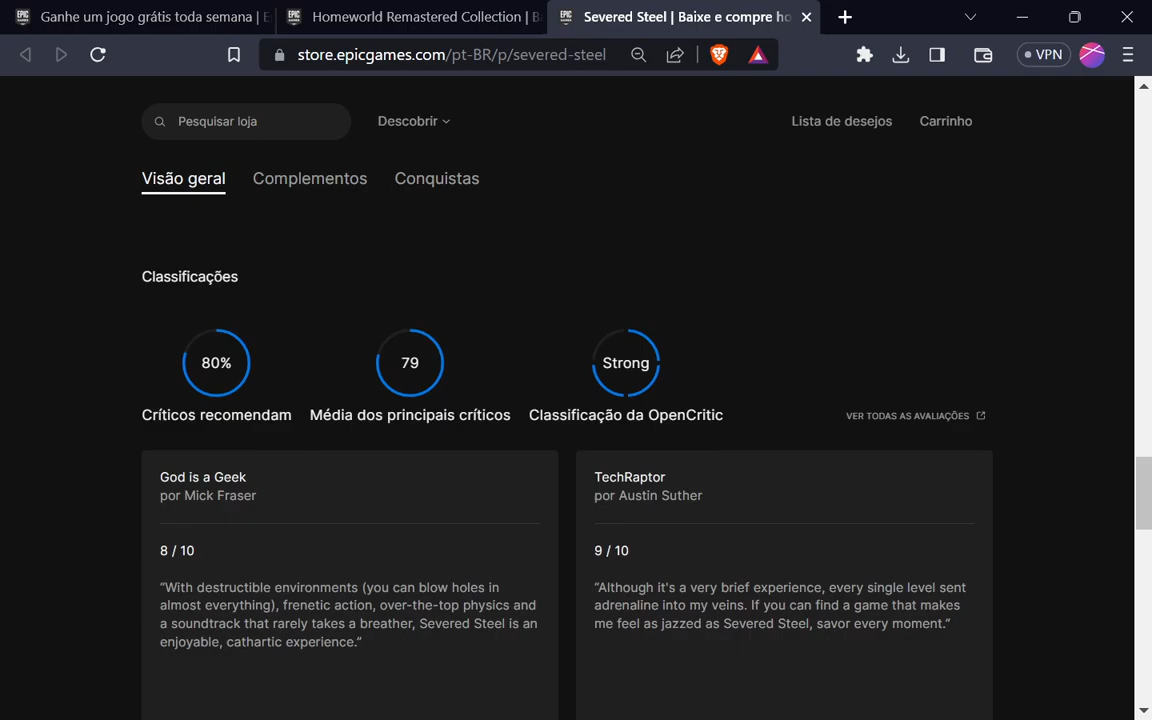 Ganhe um jogo grátis toda semana | E
Homeworld Remastered Collection | B
Severed Steel | Baixe e compre ho
store.epicgames.com/pt-BR/p/severed-steel
VPN
Pesquisar loja
Descobrir
Lista de desejos
Carrinho
Visão geral
Complementos
Conquistas
Classificações
80%
79
Strong
Críticos recomendam
Média dos principais críticos
Classificação da OpenCritic
VER TODAS AS AVALIAÇÕES
God is a Geek
por Mick Fraser
8 / 10
“With destructible environments (you can blow holes in
almost everything), frenetic action, over-the-top physics and
a soundtrack that rarely takes a breather, Severed Steel is an
enjoyable, cathartic experience.”
TechRaptor
por Austin Suther
9 / 10
“Although it's a very brief experience, every single level sent
adrenaline into my veins. If you can find a game that makes
me feel as jazzed as Severed Steel, savor every moment.”